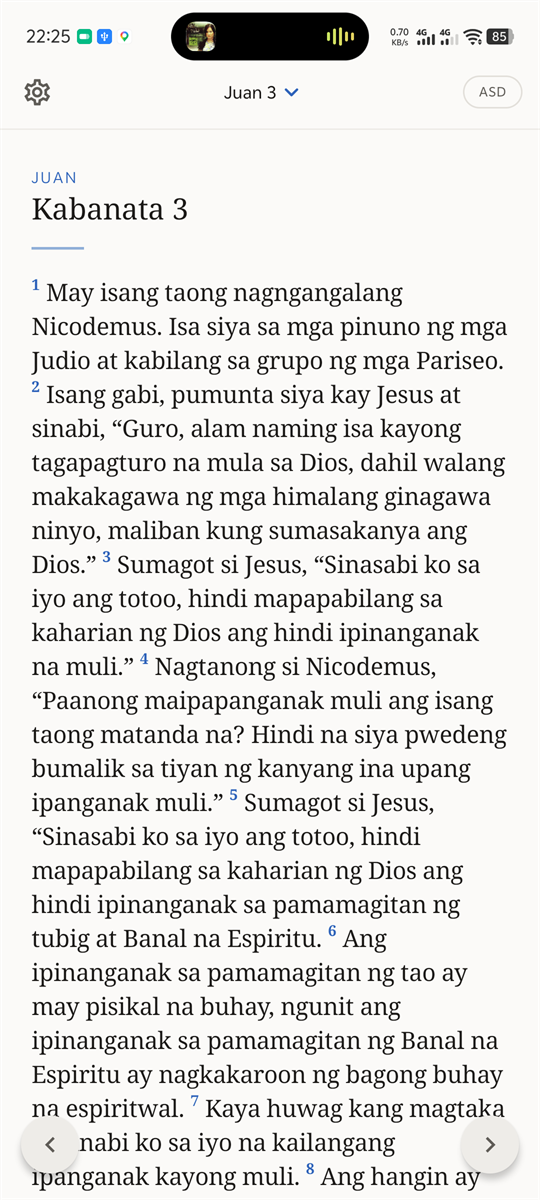 22:25
0.70 KB/s 4G 4G 85
Juan 3
ASD
JUAN
Kabanata 3
1 May isang taong nagngangalang
Nicodemus. Isa siya sa mga pinuno ng mga
Judio at kabilang sa grupo ng mga Pariseo.
2 Isang gabi, pumunta siya kay Jesus at
sinabi, “Guro, alam naming isa kayong
tagapagturo na mula sa Dios, dahil walang
makakagawa ng mga himalang ginagawa
ninyo, maliban kung sumasakanya ang
Dios.” 3 Sumagot si Jesus, “Sinasabi ko sa
iyo ang totoo, hindi mapapabilang sa
kaharian ng Dios ang hindi ipinanganak
na muli.” 4 Nagtanong si Nicodemus,
“Paanong maipapanganak muli ang isang
taong matanda na? Hindi na siya pwedeng
bumalik sa tiyan ng kanyang ina upang
ipanganak muli.” 5 Sumagot si Jesus,
“Sinasabi ko sa iyo ang totoo, hindi
mapapabilang sa kaharian ng Dios ang
hindi ipinanganak sa pamamagitan ng
tubig at Banal na Espiritu. 6 Ang
ipinanganak sa pamamagitan ng tao ay
may pisikal na buhay, ngunit ang
ipinanganak sa pamamagitan ng Banal na
Espiritu ay nagkakaroon ng bagong buhay
na espiritwal. 7 Kaya huwag kang magtaka
nabi ko sa iyo na kailangang
ipanganak kayong muli. 8 Ang hangin ay